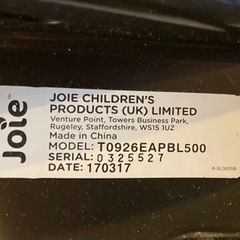 Joie
JOIE CHILDREN'S
PRODUCTS (UK) LIMITED
Venture Point, Towers Business Park,
Rugeley, Staffordshire, WS15 1UZ
Made in China
MODEL: T0926EAPBL500
SERIAL: 0325527
DATE: 170317